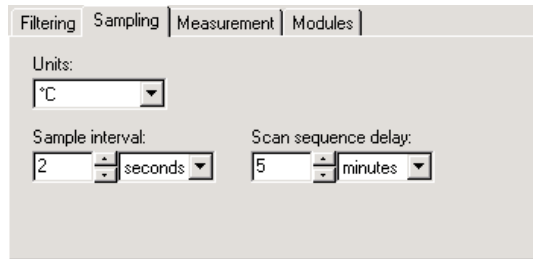 Filtering Sampling Measurement Modules
Units:
°C
Sample interval: Scan sequence delay:
2 seconds 5 minutes